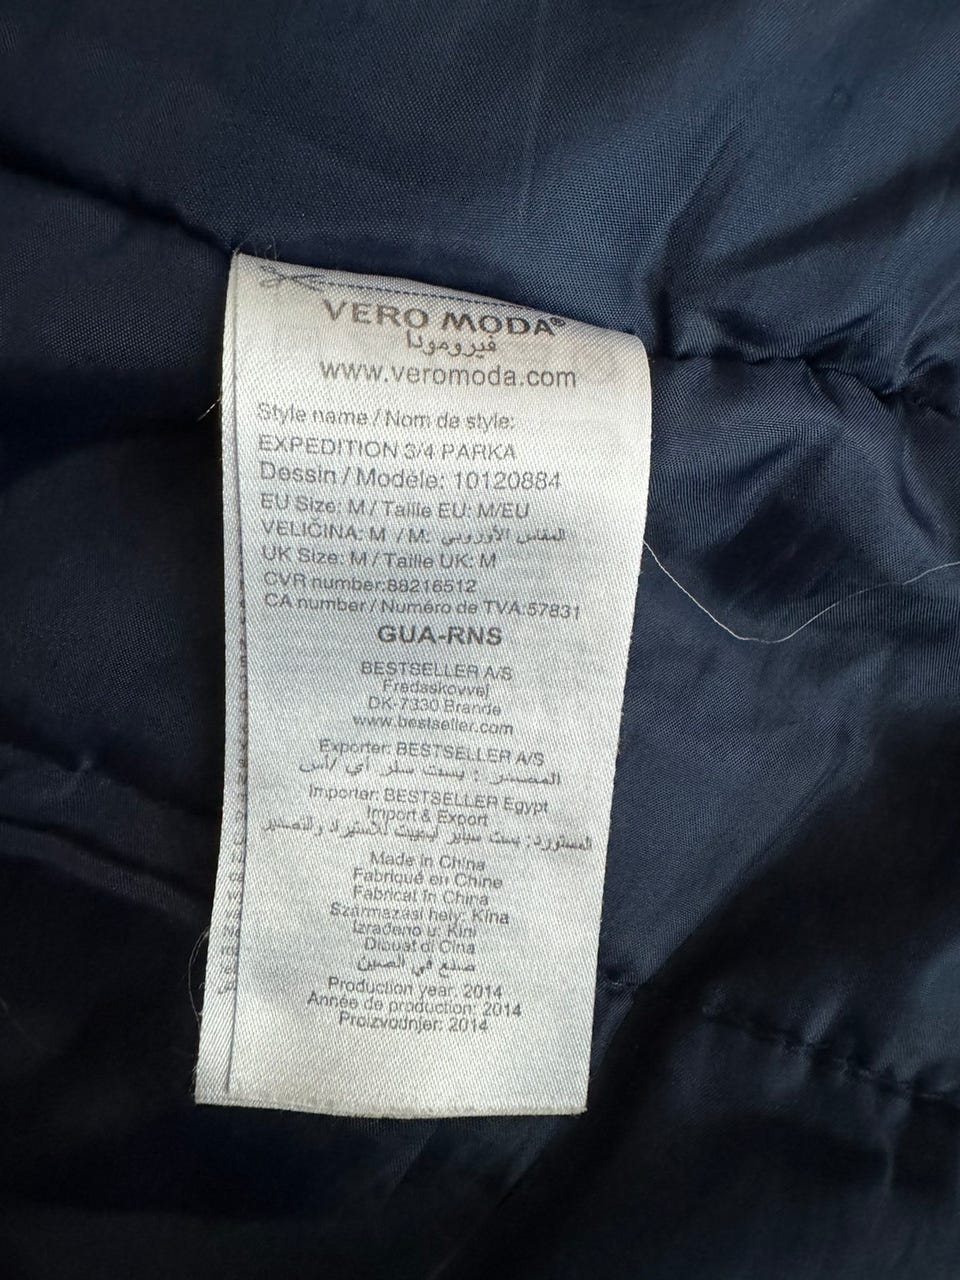 VERO MODA®
فيرومودا
www.veromoda.com
Style name / Nom de style:
EXPEDITION 3/4 PARKA
Dessin / Modèle: 10120884
EU Size: M / Taille EU: M/EU
VELIČINA: M / M: المقاس الأوروبي
UK Size: M / Taille UK: M
CVR number:88216512
CA number / Numéro de TVA:57831
GUA-RNS
BESTSELLER A/S
Fredskovvej
DK-7330 Brande
www.bestseller.com
Exporter: BESTSELLER A/S
المصدر : بست سلر أي /أس
Importer: BESTSELLER Egypt
Import & Export
المستورد: بست سيلر ايجيبت للاستيراد والتصدير
Made in China
Fabriqué en Chine
Fabricat în China
Származási hely: Kína
Izrađeno u: Kini
صنع في الصين
Production year: 2014
Année de production: 2014
Proizvodnjer: 2014